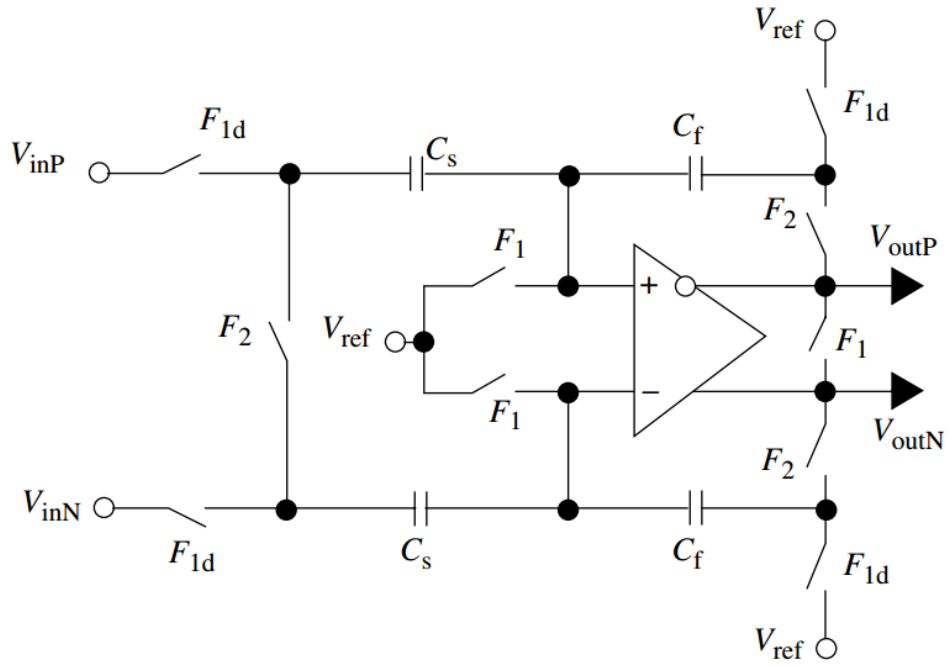 Vref
F1d
F1d
VinP
Cs
Cf
F2
VoutP
F1
+
F2
Vref
F1
F1
−
VoutN
F2
VinN
F1d
Cs
Cf
F1d
Vref